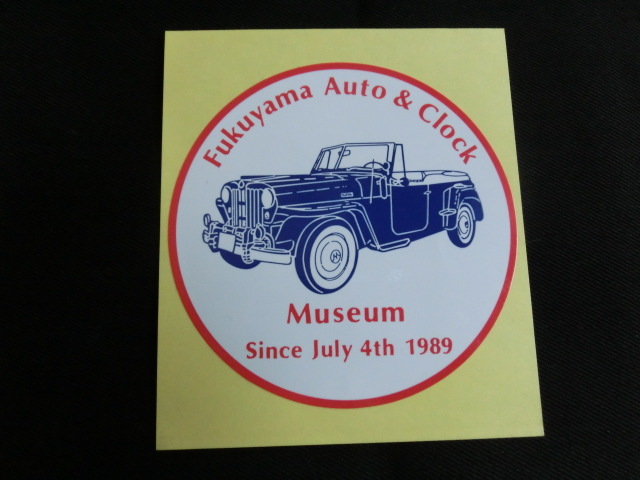 Fukuyama Auto & Clock
Museum
Since July 4th 1989